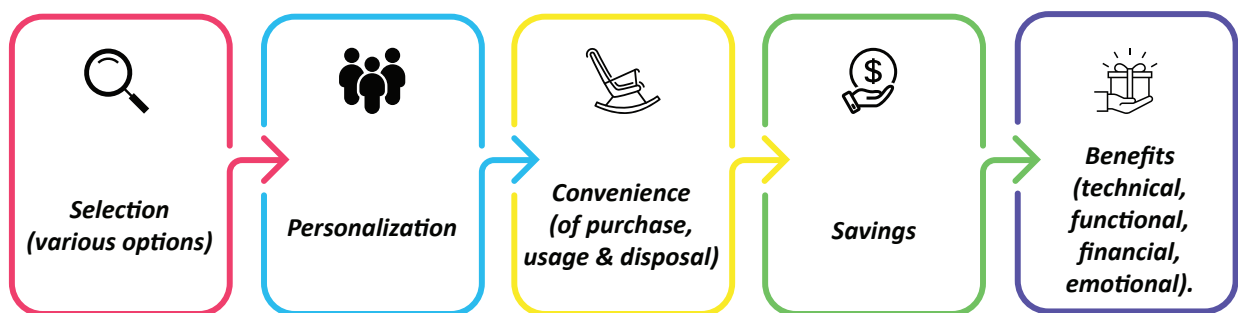 Selection
(various options)
Personalization
Convenience
(of purchase,
usage & disposal)
$
Savings
Benefits
(technical,
functional,
financial,
emotional).